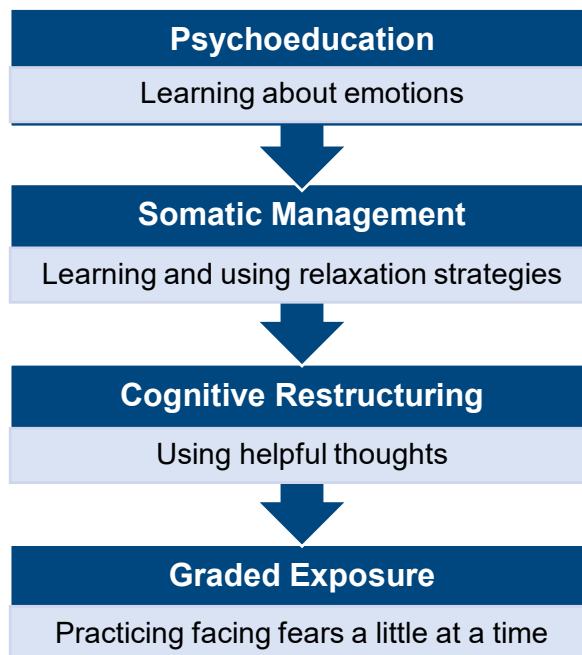 Psychoeducation
Learning about emotions
Somatic Management
Learning and using relaxation strategies
Cognitive Restructuring
Using helpful thoughts
Graded Exposure
Practicing facing fears a little at a time